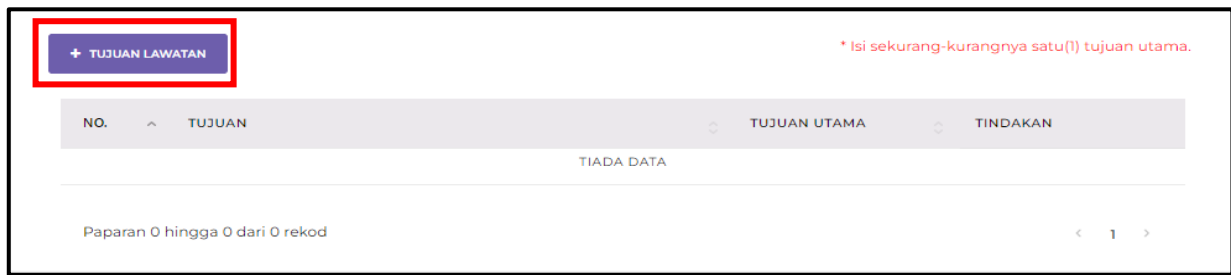 + TUJUAN LAWATAN
* Isi sekurang-kurangnya satu(1) tujuan utama.
NO. TUJUAN TUJUAN UTAMA TINDAKAN
TIADA DATA
Paparan 0 hingga 0 dari 0 rekod
< 1 >